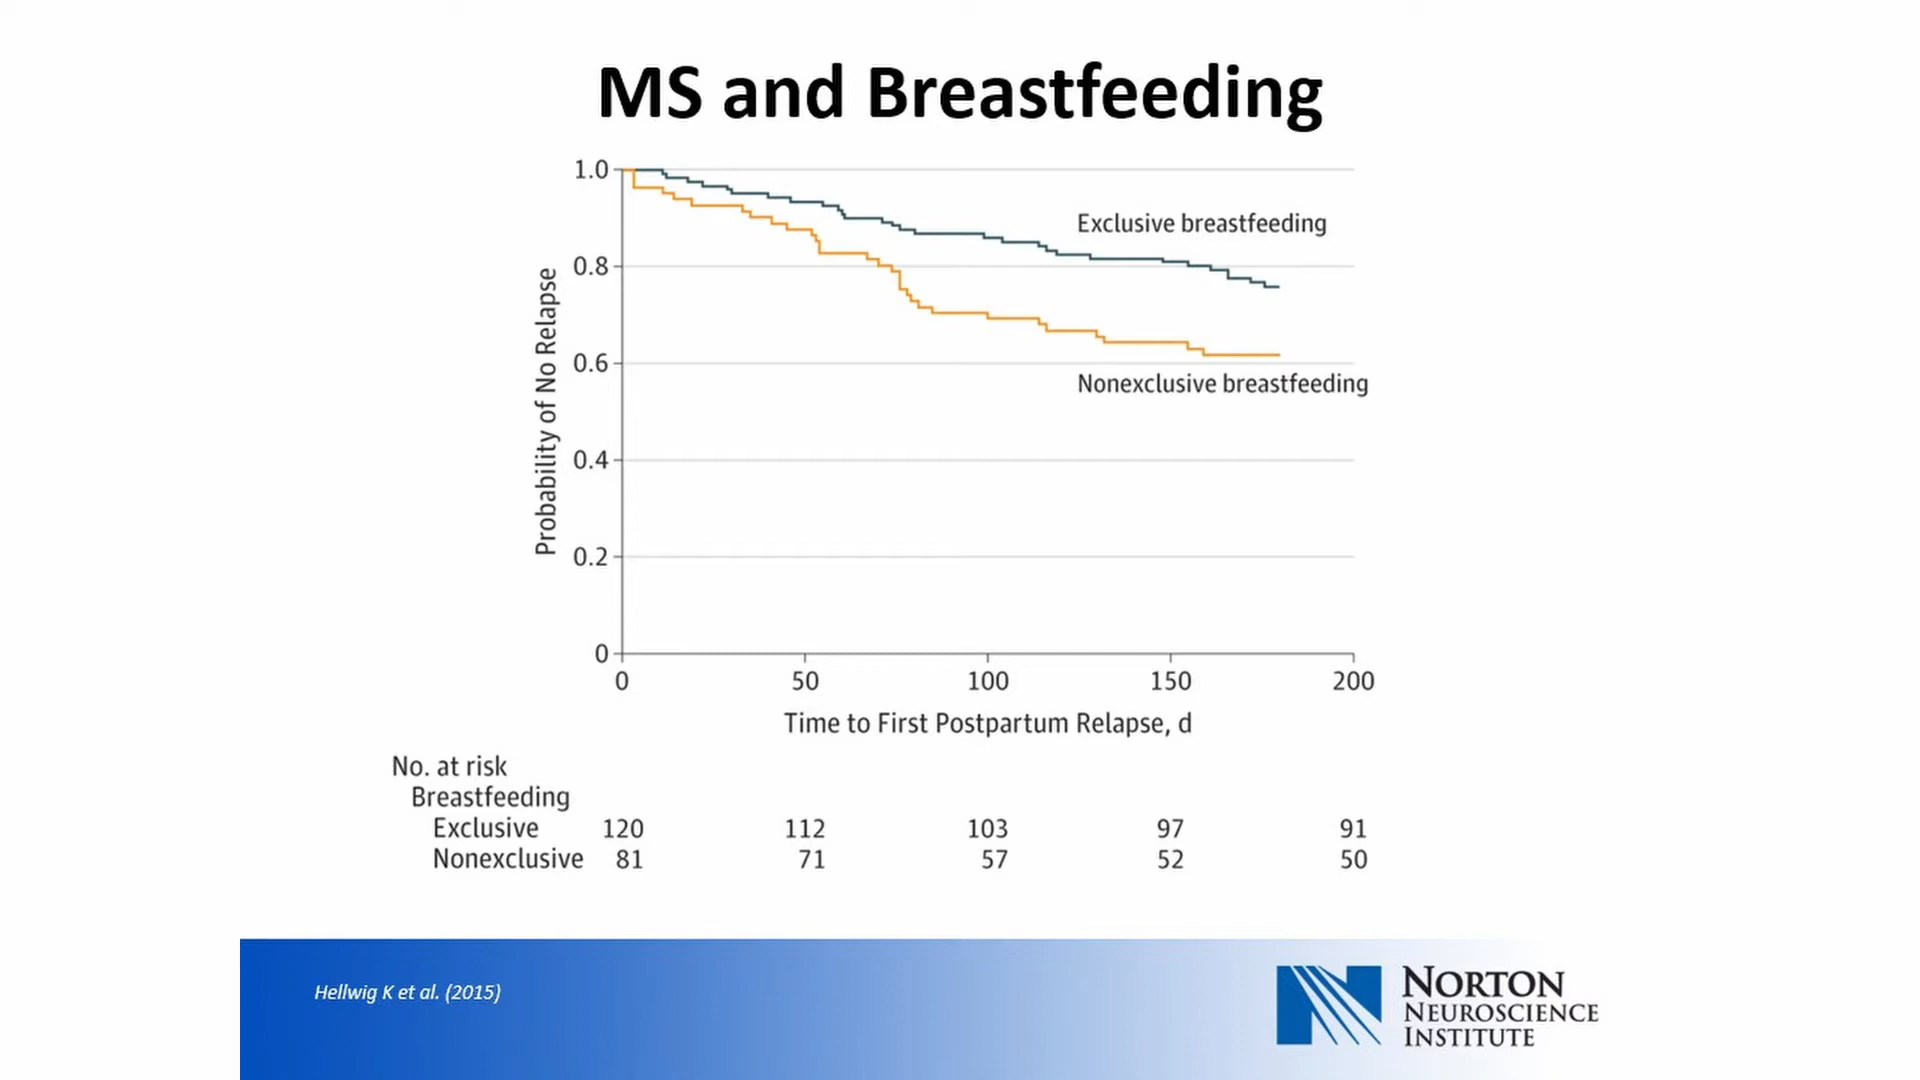 MS and Breastfeeding
1.0
0.8
0.6
0.4
0.2
0
Probability of No Relapse
Exclusive breastfeeding
Nonexclusive breastfeeding
0 50 100 150 200
Time to First Postpartum Relapse, d
No. at risk
Breastfeeding
Exclusive 120 112 103 97 91
Nonexclusive 81 71 57 52 50
Hellwig K et al. (2015)
NORTON
NEUROSCIENCE
INSTITUTE